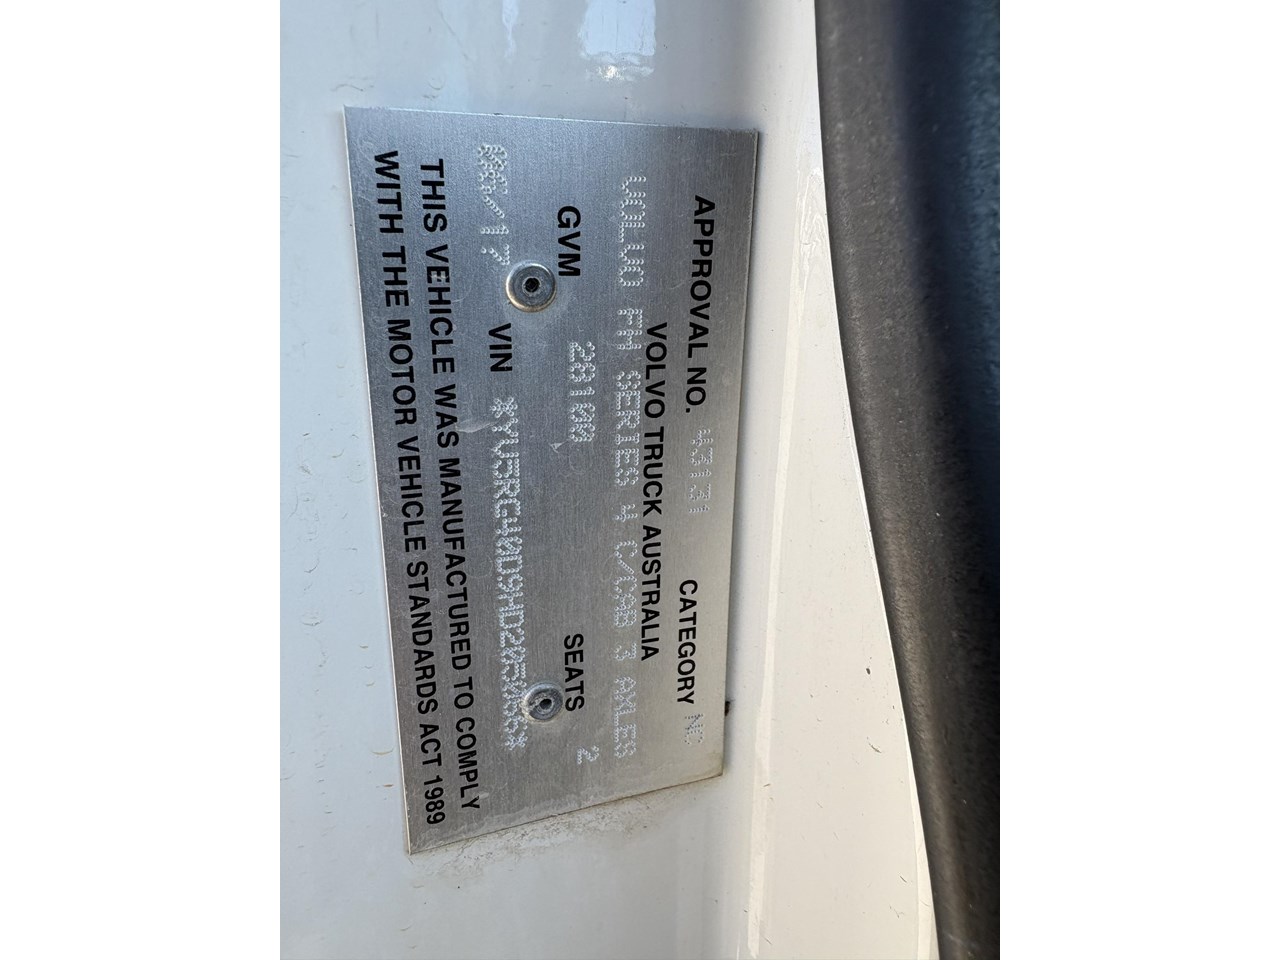 APPROVAL NO. 43131 CATEGORY NC
VOLVO TRUCK AUSTRALIA
VOLVO FM SERIES 4 C/CAB 3 AXLES
GVM 28100 SEATS 2
06/17 VIN
THIS VEHICLE WAS MANUFACTURED TO COMPLY
WITH THE MOTOR VEHICLE STANDARDS ACT 1989